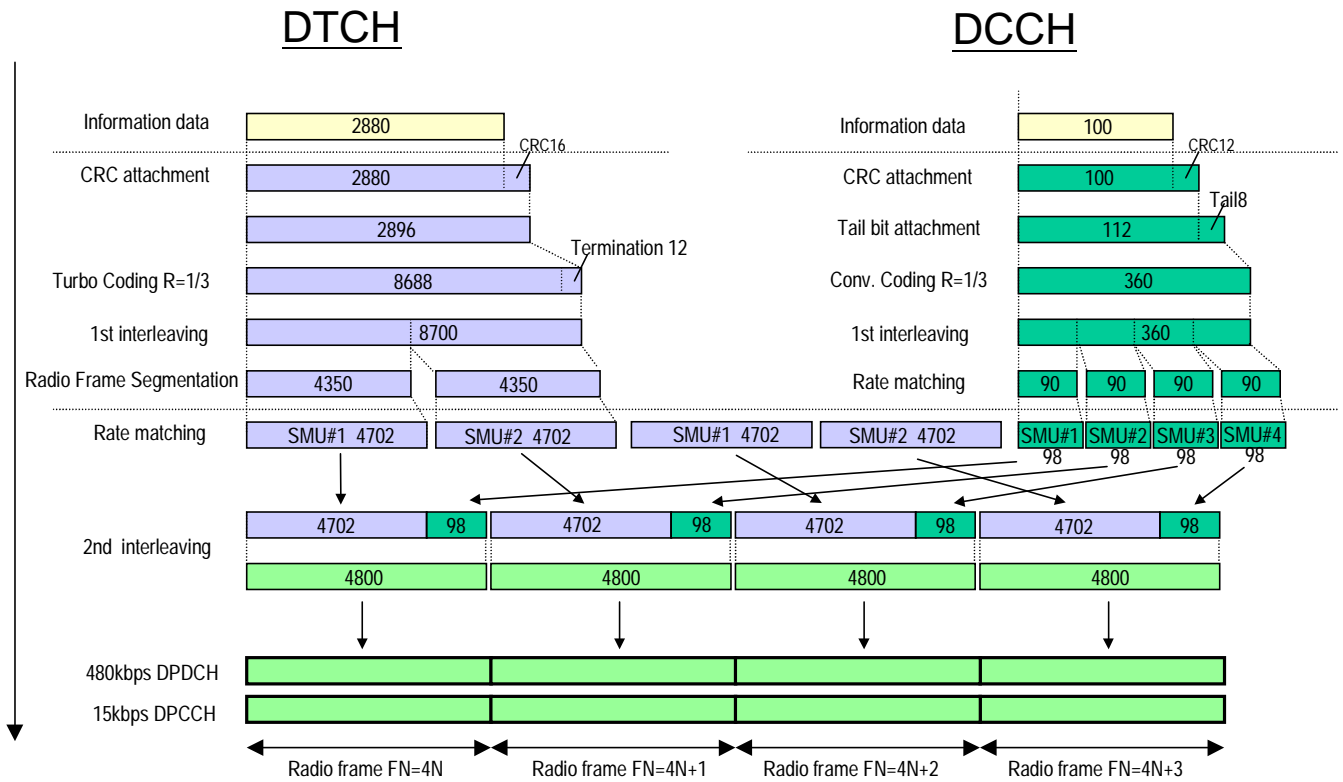 DTCH DCCH
Information data 2880 Information data 100
CRC16 CRC12
CRC attachment 2880 CRC attachment 100
Tail8
2896 Tail bit attachment 112
Termination 12
Turbo Coding R=1/3 8688 Conv. Coding R=1/3 360
1st interleaving 8700 1st interleaving 360
Radio Frame Segmentation 4350 4350 Rate matching 90 90 90 90
Rate matching SMU#1 4702 SMU#2 4702 SMU#1 4702 SMU#2 4702 SMU#1 SMU#2 SMU#3 SMU#4
98 98 98 98
4702 98 4702 98 4702 98 4702 98
2nd interleaving
4800 4800 4800 4800
480kbps DPDCH
15kbps DPCCH
Radio frame FN=4N Radio frame FN=4N+1 Radio frame FN=4N+2 Radio frame FN=4N+3